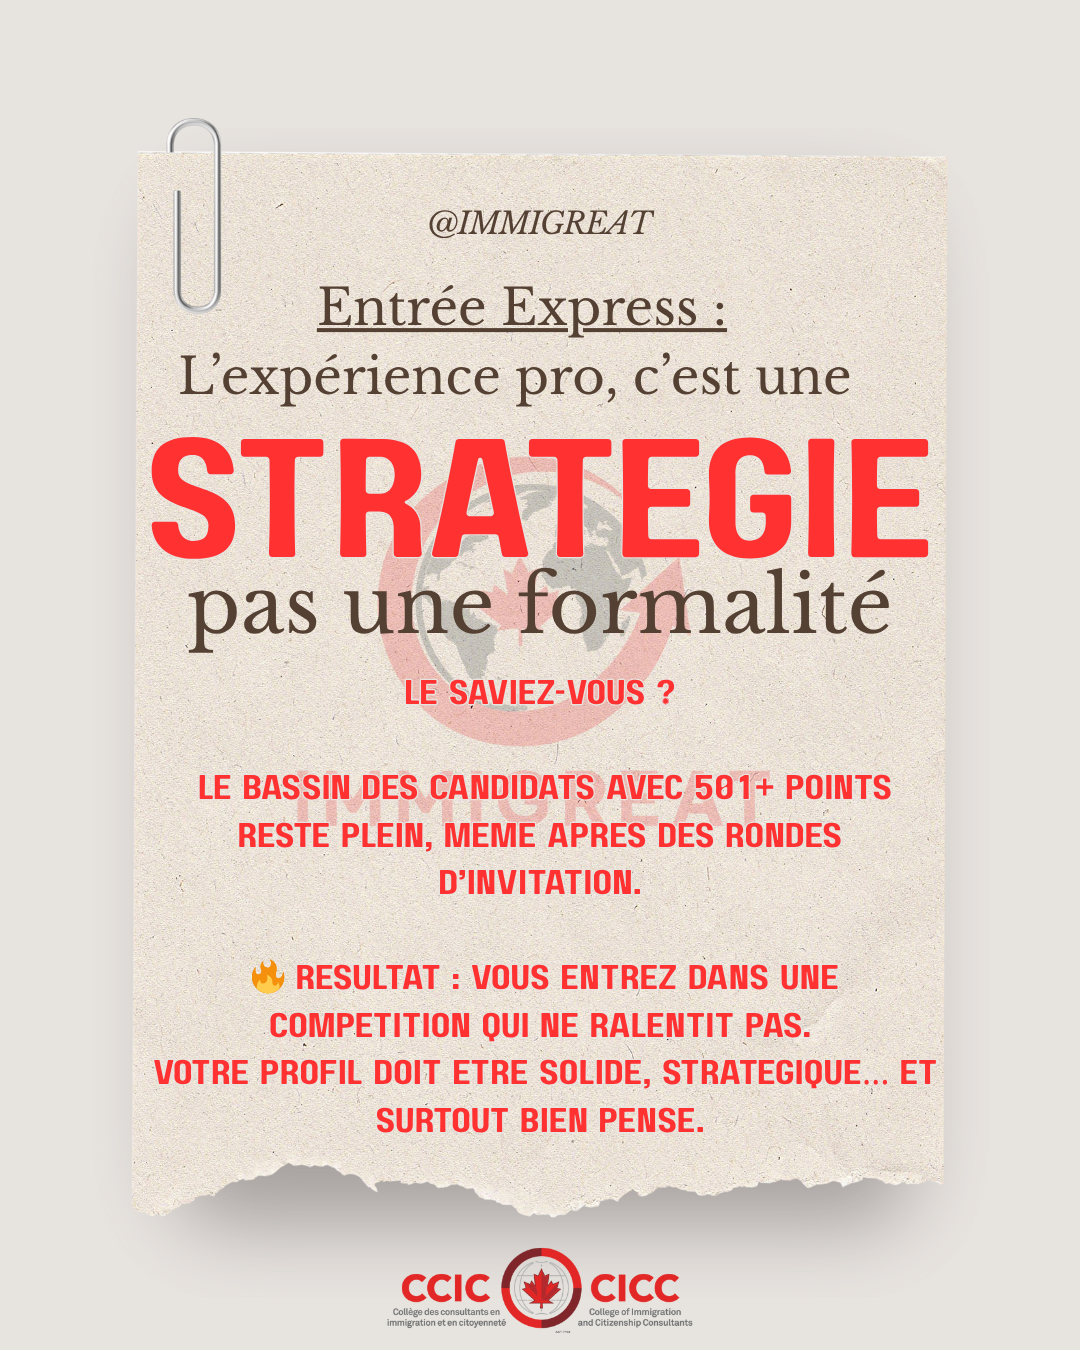 @IMMIGREAT
Entrée Express :
L’expérience pro, c’est une
STRATEGIE
pas une formalité
LE SAVIEZ-VOUS ?
IMMIGREAT
LE BASSIN DES CANDIDATS AVEC 501+ POINTS
RESTE PLEIN, MEME APRES DES RONDES
D’INVITATION.
🔥 RESULTAT : VOUS ENTREZ DANS UNE
COMPETITION QUI NE RALENTIT PAS.
VOTRE PROFIL DOIT ETRE SOLIDE, STRATEGIQUE... ET
SURTOUT BIEN PENSE.
CCIC CICC
Collège des consultants en
immigration et en citoyenneté
College of Immigration
and Citizenship Consultants